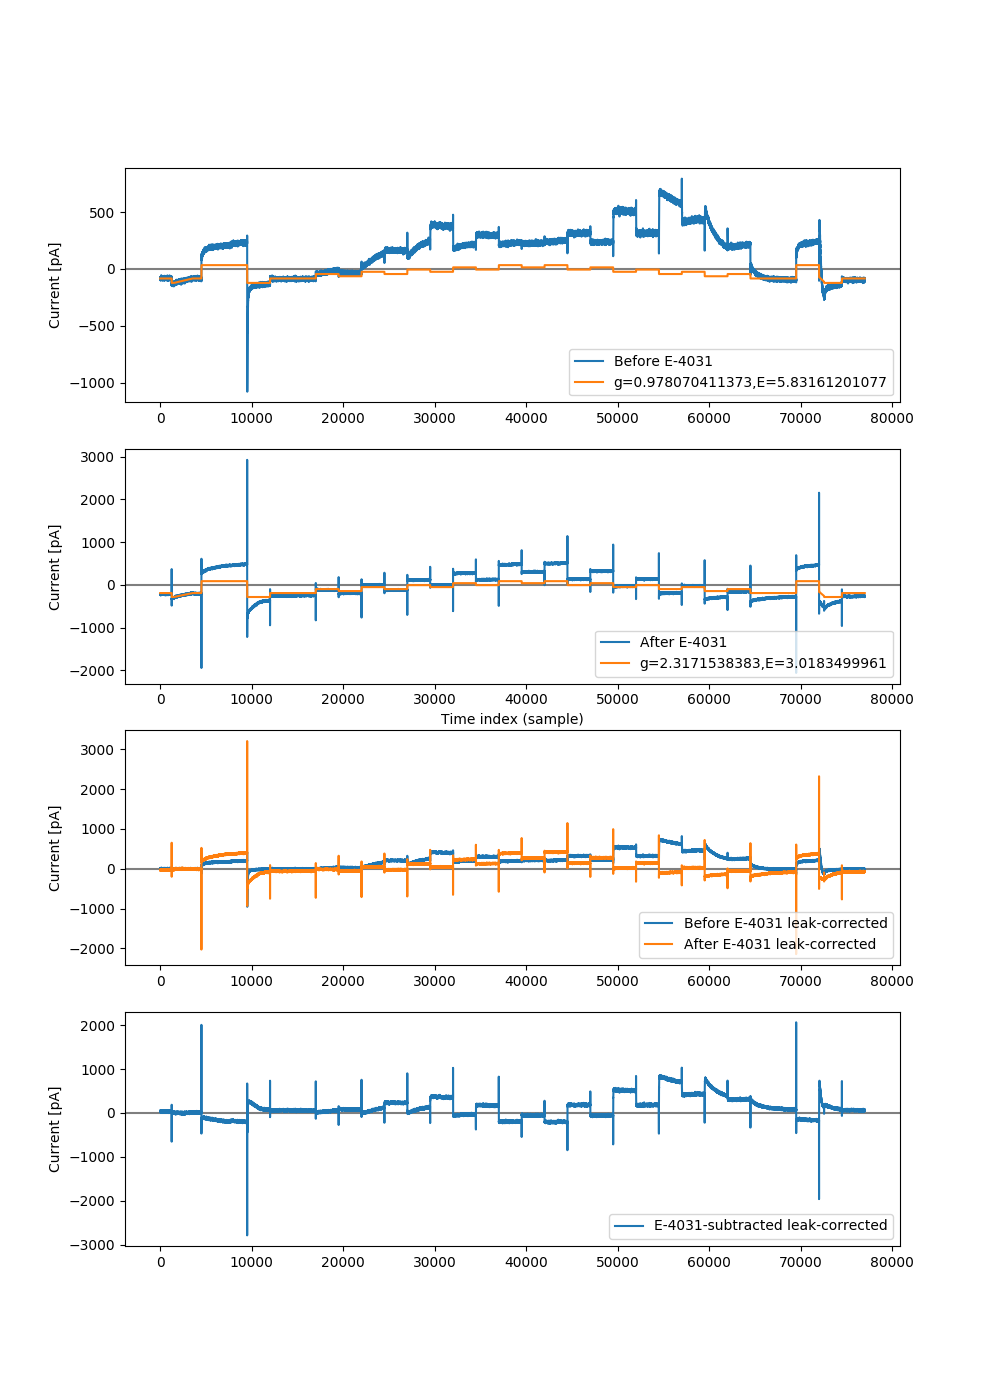 500
0
−500
−1000
Current [pA]
Before E-4031
g=0.978070411373,E=5.83161201077
0 10000 20000 30000 40000 50000 60000 70000 80000
3000
2000
1000
0
−1000
−2000
Current [pA]
After E-4031
g=2.3171538383,E=3.0183499961
0 10000 20000 30000 40000 50000 60000 70000 80000
Time index (sample)
3000
2000
1000
0
−1000
−2000
Current [pA]
Before E-4031 leak-corrected
After E-4031 leak-corrected
0 10000 20000 30000 40000 50000 60000 70000 80000
2000
1000
0
−1000
−2000
−3000
Current [pA]
E-4031-subtracted leak-corrected
0 10000 20000 30000 40000 50000 60000 70000 80000